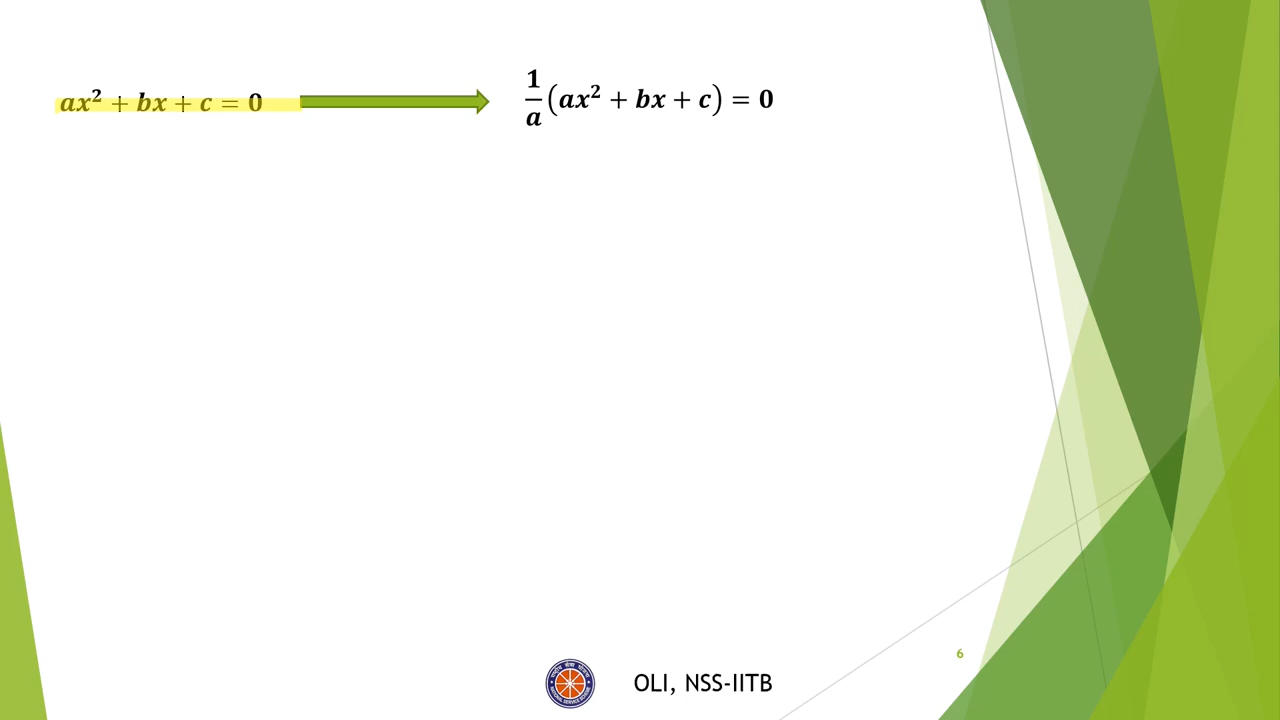 ax² + bx + c = 0
1/a (ax² + bx + c) = 0
6
OLI, NSS-IITB